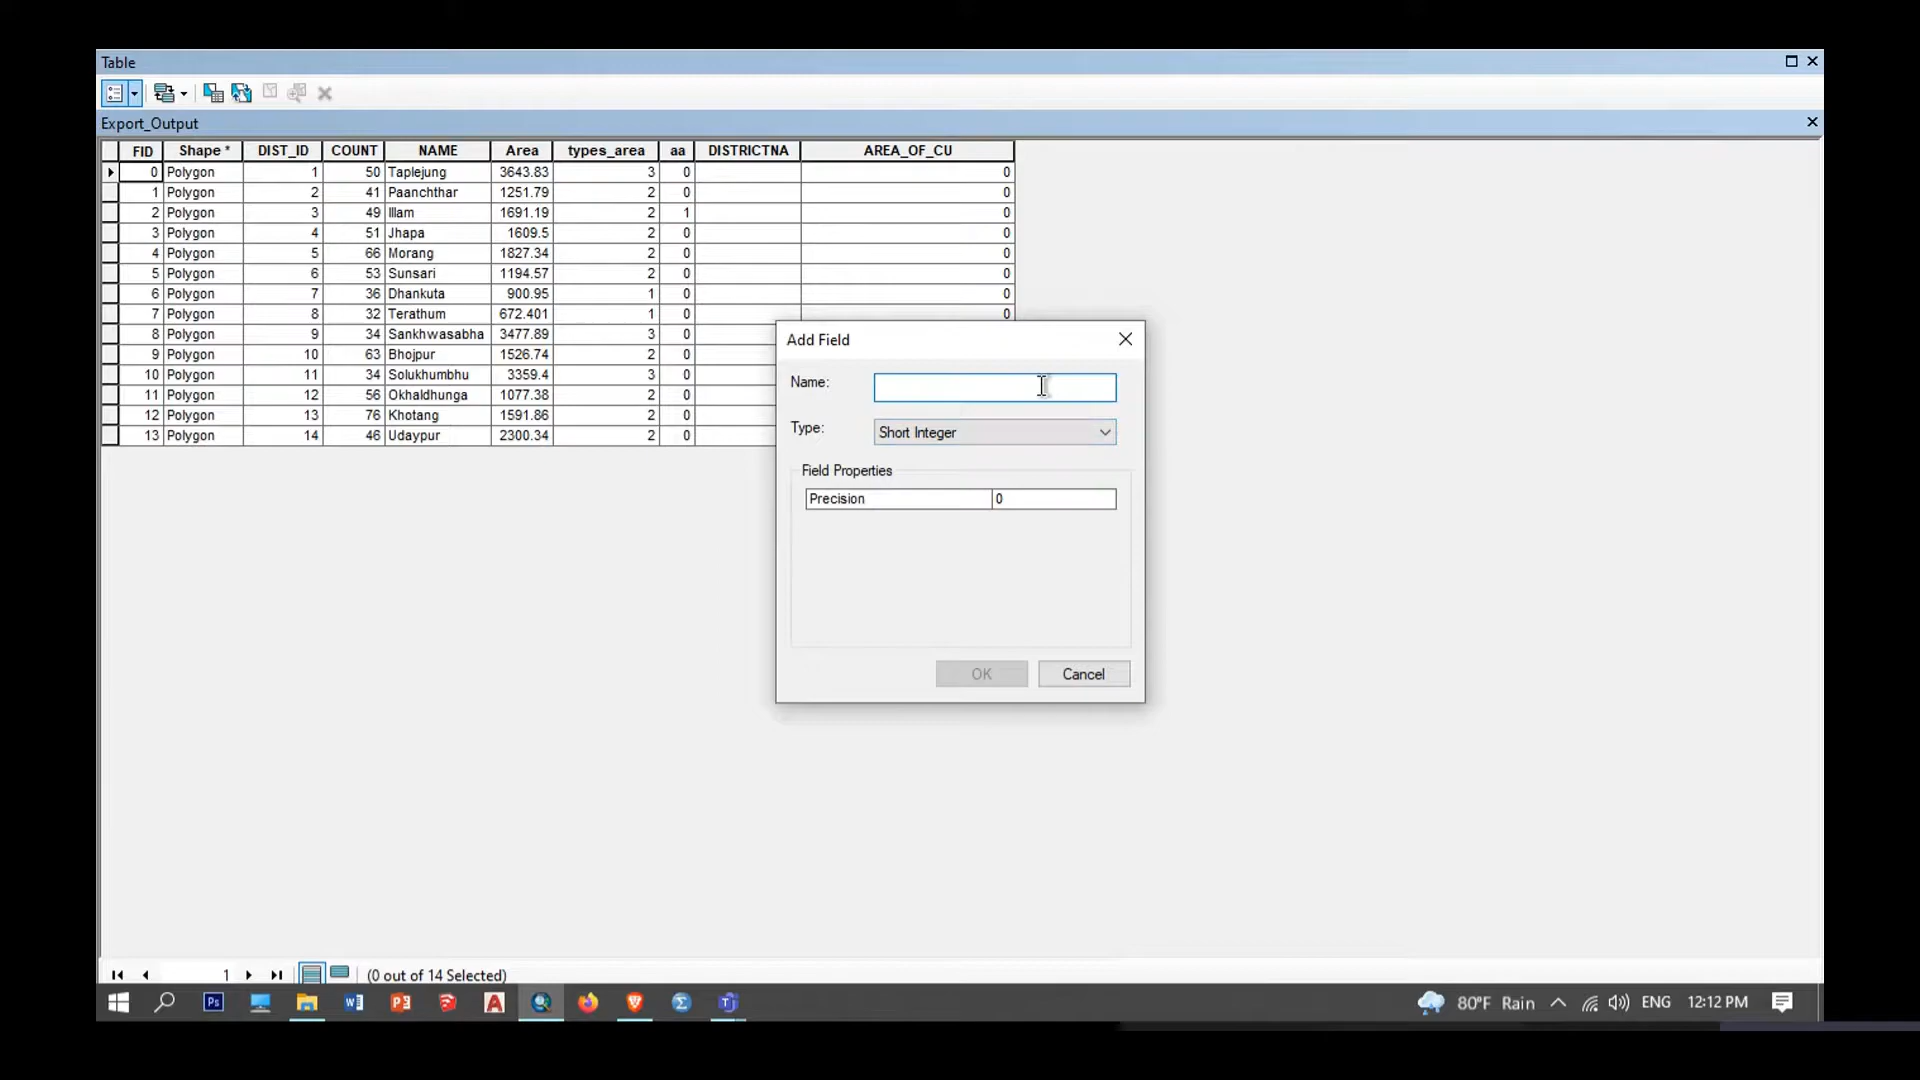 Table
Export_Output
FID Shape * DIST_ID COUNT NAME Area types_area aa DISTRICTNA AREA_OF_CU
0 Polygon 1 50 Taplejung 3643.83 3 0 0
1 Polygon 2 41 Paanchthar 1251.79 2 0 0
2 Polygon 3 49 Illam 1691.19 2 1 0
3 Polygon 4 51 Jhapa 1609.5 2 0 0
4 Polygon 5 66 Morang 1827.34 2 0 0
5 Polygon 6 53 Sunsari 1194.57 2 0 0
6 Polygon 7 36 Dhankuta 900.95 1 0 0
7 Polygon 8 32 Terathum 672.401 1 0 0
8 Polygon 9 34 Sankhwasabha 3477.89 3 0
9 Polygon 10 63 Bhojpur 1526.74 2 0
10 Polygon 11 34 Solukhumbhu 3359.4 3 0
11 Polygon 12 56 Okhaldhunga 1077.38 2 0
12 Polygon 13 76 Khotang 1591.86 2 0
13 Polygon 14 46 Udaypur 2300.34 2 0
Add Field
Name:
Type: Short Integer
Field Properties
Precision 0
OK Cancel
1 (0 out of 14 Selected)
Ps W P A Σ T 80°F Rain ENG 12:12 PM